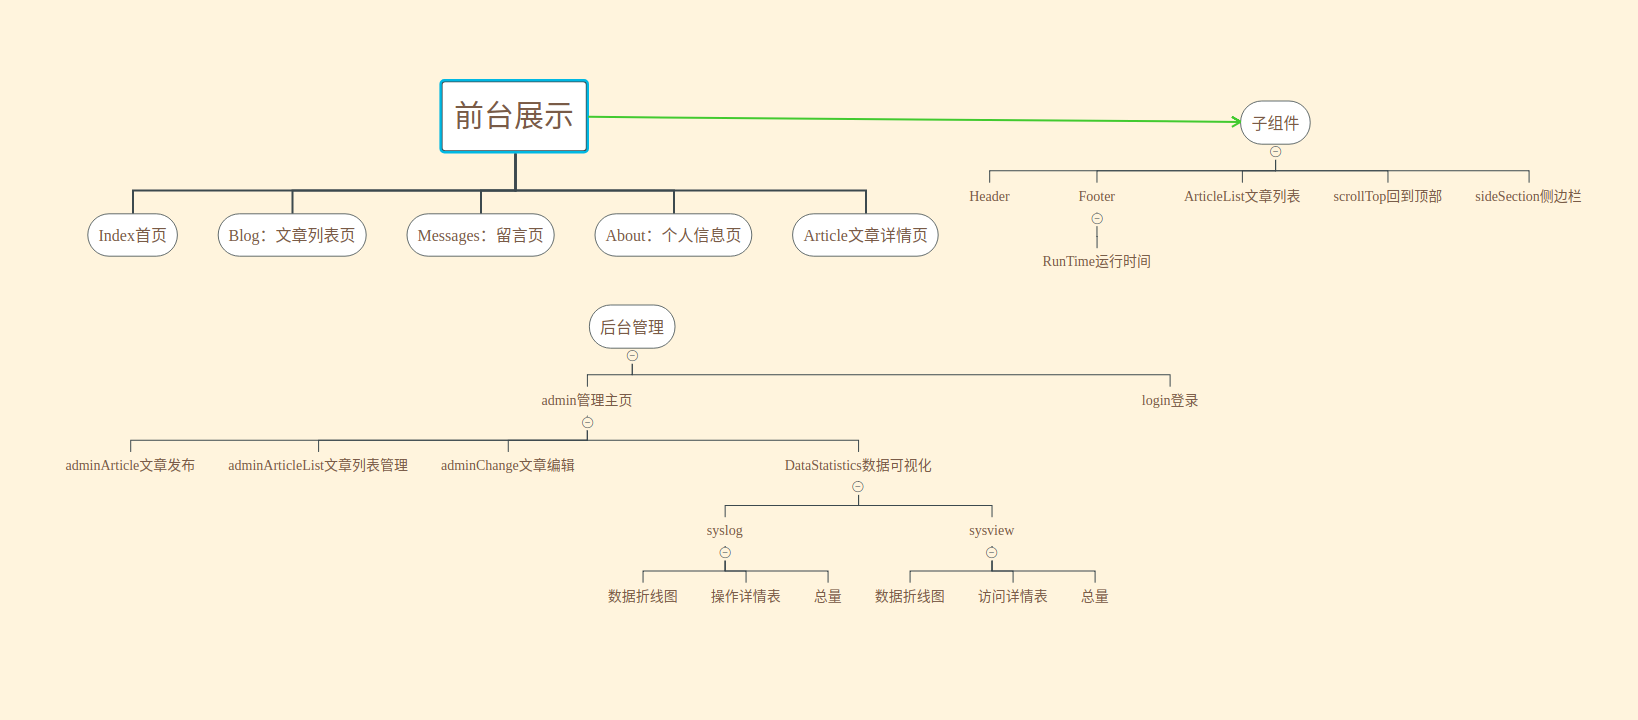 前台展示
子组件
Header
Footer
ArticleList文章列表
scrollTop回到顶部
sideSection侧边栏
Index首页
Blog：文章列表页
Messages：留言页
About：个人信息页
Article文章详情页
RunTime运行时间
后台管理
admin管理主页
login登录
adminArticle文章发布
adminArticleList文章列表管理
adminChange文章编辑
DataStatistics数据可视化
syslog
sysview
数据折线图
操作详情表
总量
数据折线图
访问详情表
总量